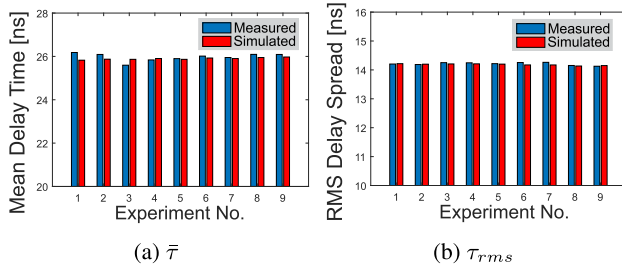 Mean Delay Time [ns]
28
26
24
22
20
Measured
Simulated
1 2 3 4 5 6 7 8 9
Experiment No.
(a) τ̄
RMS Delay Spread [ns]
16
15
14
13
12
11
10
Measured
Simulated
1 2 3 4 5 6 7 8 9
Experiment No.
(b) τrms